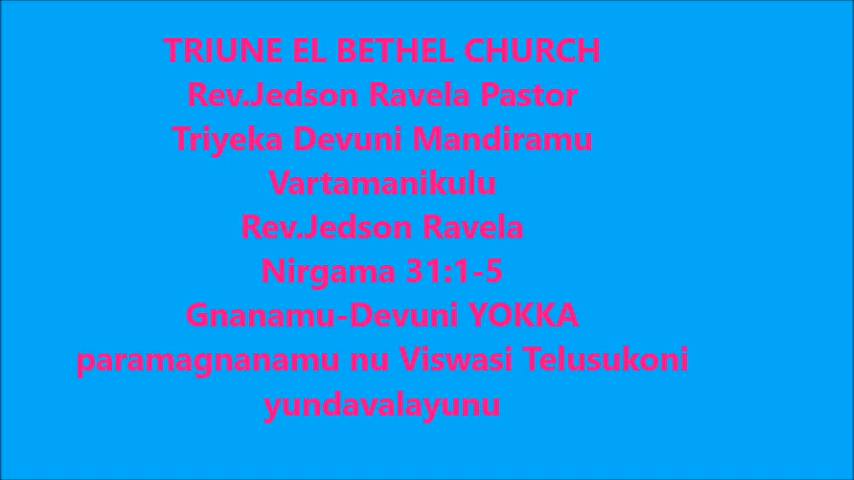 TRIUNE EL BETHEL CHURCH
Rev.Jedson Ravela Pastor
Triyeka Devuni Mandiramu
Vartamanikulu
Rev.Jedson Ravela
Nirgama 31:1-5
Gnanamu-Devuni YOKKA
paramagnanamu nu Viswasi Telusukoni
yundavalayunu